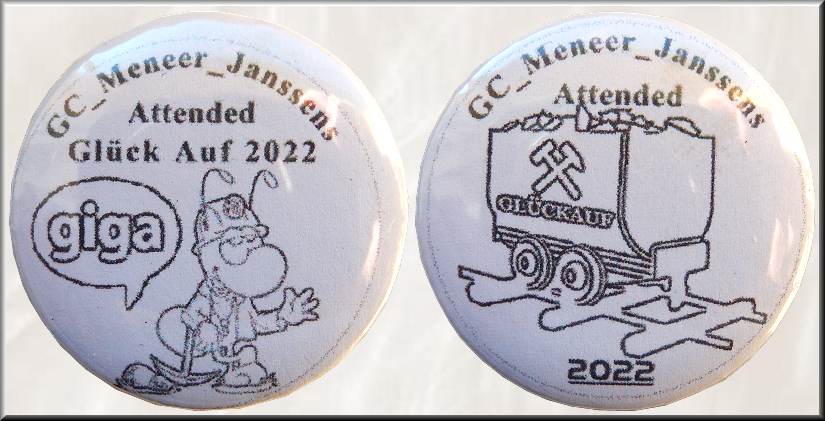 GC_Meneer_Janssens
Attended
Glück Auf 2022
giga
GC_Meneer_Janssens
Attended
GLÜCKAUF
2022